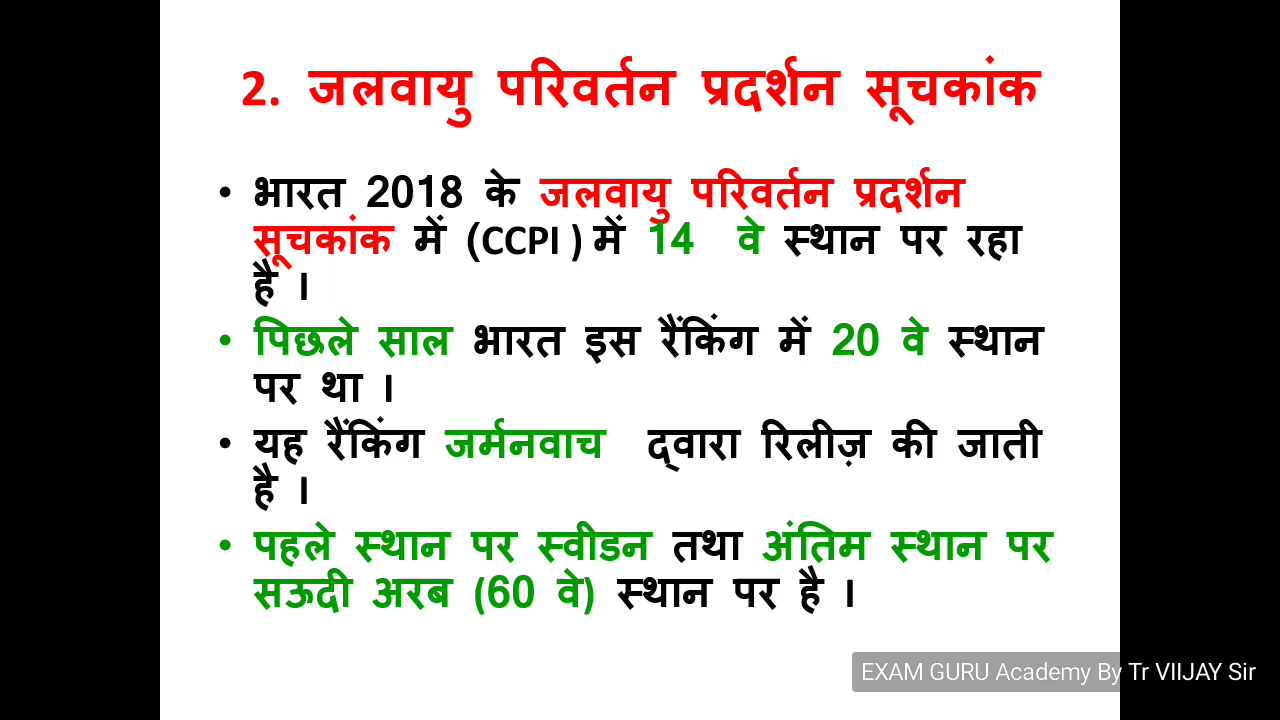 2. जलवायु परिवर्तन प्रदर्शन सूचकांक
• भारत 2018 के जलवायु परिवर्तन प्रदर्शन
सूचकांक में (CCPI ) में 14 वे स्थान पर रहा
है ।
• पिछले साल भारत इस रैंकिंग में 20 वे स्थान
पर था ।
• यह रैंकिंग जर्मनवाच द्वारा रिलीज़ की जाती
है ।
• पहले स्थान पर स्वीडन तथा अंतिम स्थान पर
सऊदी अरब (60 वे) स्थान पर है ।
EXAM GURU Academy By Tr VIIJAY Sir